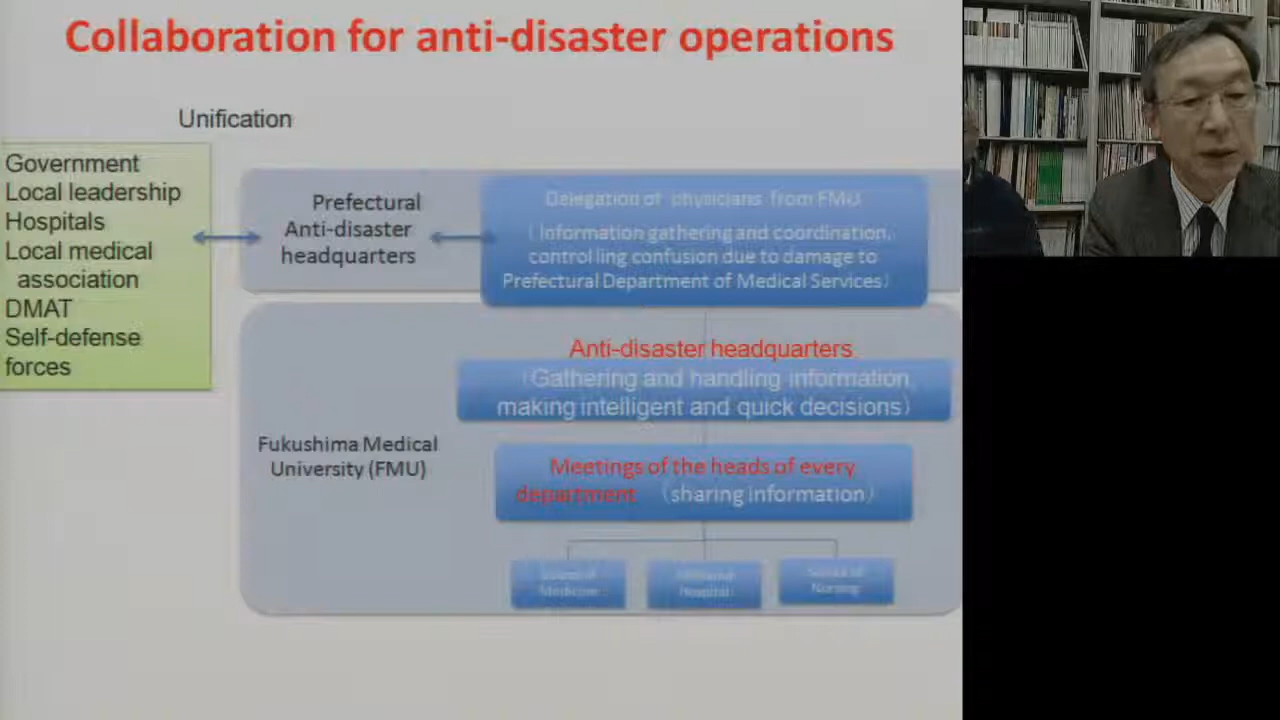 Collaboration for anti-disaster operations
Unification
Government
Local leadership
Hospitals
Local medical
association
DMAT
Self-defense
forces
Prefectural
Anti-disaster
headquarters
Delegation of physicians from FMU
(Information gathering and coordination,
controlling confusion due to damage to
Prefectural Department of Medical Services)
Fukushima Medical
University (FMU)
Anti-disaster headquarters
(Gathering and handling information,
making intelligent and quick decisions)
Meetings of the heads of every
department (sharing information)
Medicine
Hospital
Nursing